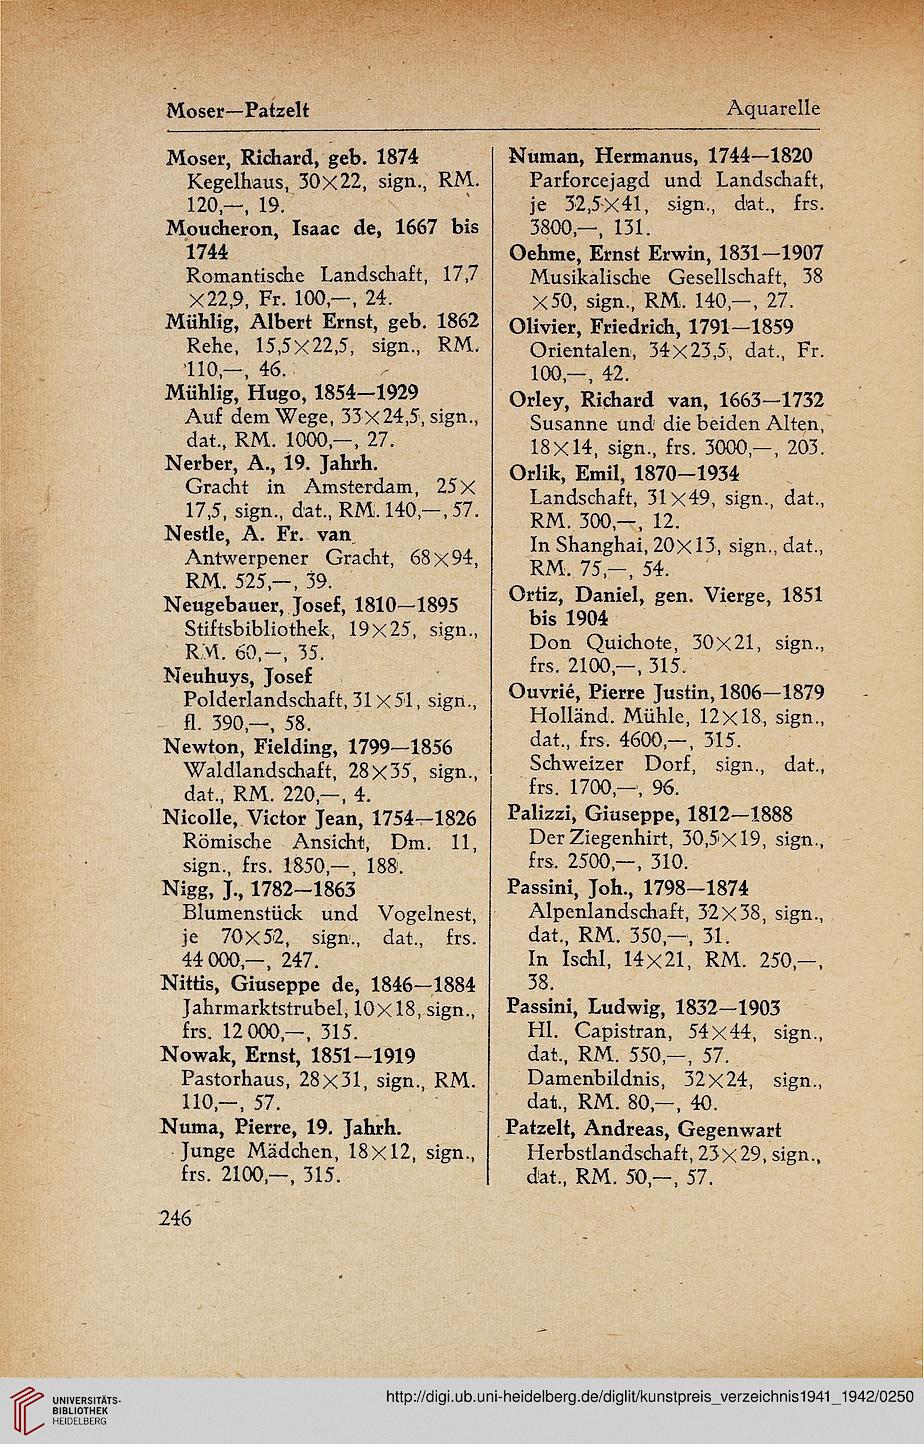 Moser—Patzelt
Aquarelle
Moser, Richard, geb. 1874
Kegelhaus, 30×22, sign., RM.
120,—, 19.
Moucheron, Isaac de, 1667 bis
1744
Romantische Landschaft, 17,7
×22,9, Fr. 100,—, 24.
Mühlig, Albert Ernst, geb. 1862
Rehe, 15,5×22,5, sign., RM.
110,—, 46.
Mühlig, Hugo, 1854—1929
Auf dem Wege, 33×24,5, sign.,
dat., RM. 1000,—, 27.
Nerber, A., 19. Jahrh.
Gracht in Amsterdam, 25×
17,5, sign., dat., RM. 140,—, 57.
Nestle, A. Fr. van
Antwerpener Gracht, 68×94,
RM. 525,—, 39.
Neugebauer, Josef, 1810—1895
Stiftsbibliothek, 19×25, sign.,
RM. 60,—, 35.
Neuhuys, Josef
Polderlandschaft, 31×51, sign.,
fl. 390,—, 58.
Newton, Fielding, 1799—1856
Waldlandschaft, 28×35, sign.,
dat., RM. 220,—, 4.
Nicolle, Victor Jean, 1754—1826
Römische Ansicht, Dm. 11,
sign., frs. 1850,—, 188.
Nigg, J., 1782—1863
Blumenstück und Vogelnest,
je 70×52, sign., dat., frs.
44 000,—, 247.
Nittis, Giuseppe de, 1846—1884
Jahrmarktstrubel, 10×18, sign.,
frs. 12 000,—, 315.
Nowak, Ernst, 1851—1919
Pastorhaus, 28×31, sign., RM.
110,—, 57.
Numa, Pierre, 19. Jahrh.
Junge Mädchen, 18×12, sign.,
frs. 2100,—, 315.
Numan, Hermanus, 1744—1820
Parforcejagd und Landschaft,
je 32,5×41, sign., dat., frs.
3800,—, 131.
Oehme, Ernst Erwin, 1831—1907
Musikalische Gesellschaft, 38
×50, sign., RM. 140,—, 27.
Olivier, Friedrich, 1791—1859
Orientalen, 34×23,5, dat., Fr.
100,—, 42.
Orley, Richard van, 1663—1732
Susanne und die beiden Alten,
18×14, sign., frs. 3000,—, 203.
Orlik, Emil, 1870—1934
Landschaft, 31×49, sign., dat.,
RM. 300,—, 12.
In Shanghai, 20×13, sign., dat.,
RM. 75,—, 54.
Ortiz, Daniel, gen. Vierge, 1851
bis 1904
Don Quichote, 30×21, sign.,
frs. 2100,—, 315.
Ouvrié, Pierre Justin, 1806—1879
Holländ. Mühle, 12×18, sign.,
dat., frs. 4600,—, 315.
Schweizer Dorf, sign., dat.,
frs. 1700,—, 96.
Palizzi, Giuseppe, 1812—1888
Der Ziegenhirt, 30,5×19, sign.,
frs. 2500,—, 310.
Passini, Joh., 1798—1874
Alpenlandschaft, 32×38, sign.,
dat., RM. 350,—, 31.
In Ischl, 14×21, RM. 250,—,
38.
Passini, Ludwig, 1832—1903
Hl. Capistran, 54×44, sign.,
dat., RM. 550,—, 57.
Damenbildnis, 32×24, sign.,
dat., RM. 80,—, 40.
Patzelt, Andreas, Gegenwart
Herbstlandschaft, 23×29, sign.,
dat., RM. 50,—, 57.
246
UNIVERSITÄTS-
BIBLIOTHEK
HEIDELBERG
http://digi.ub.uni-heidelberg.de/diglit/kunstpreis_verzeichnis1941_1942/0250